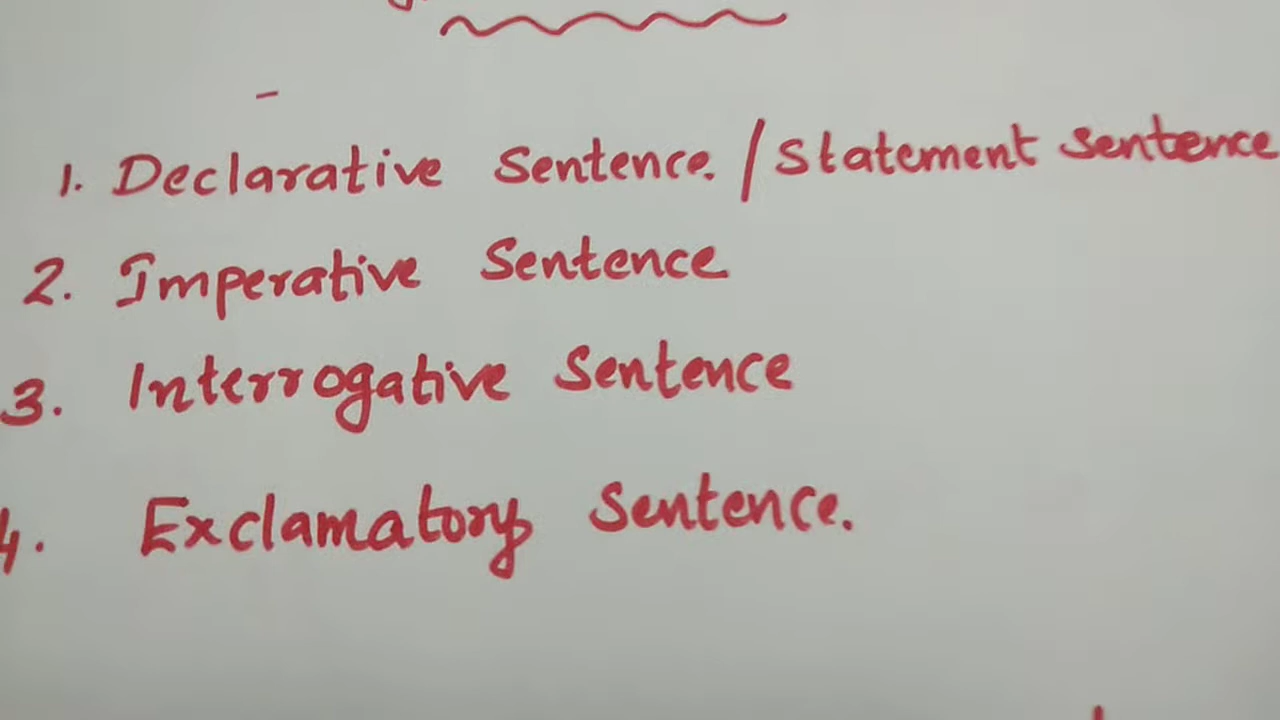 1. Declarative Sentence. / Statement Sentence
2. Imperative Sentence
3. Interrogative Sentence
4. Exclamatory Sentence.